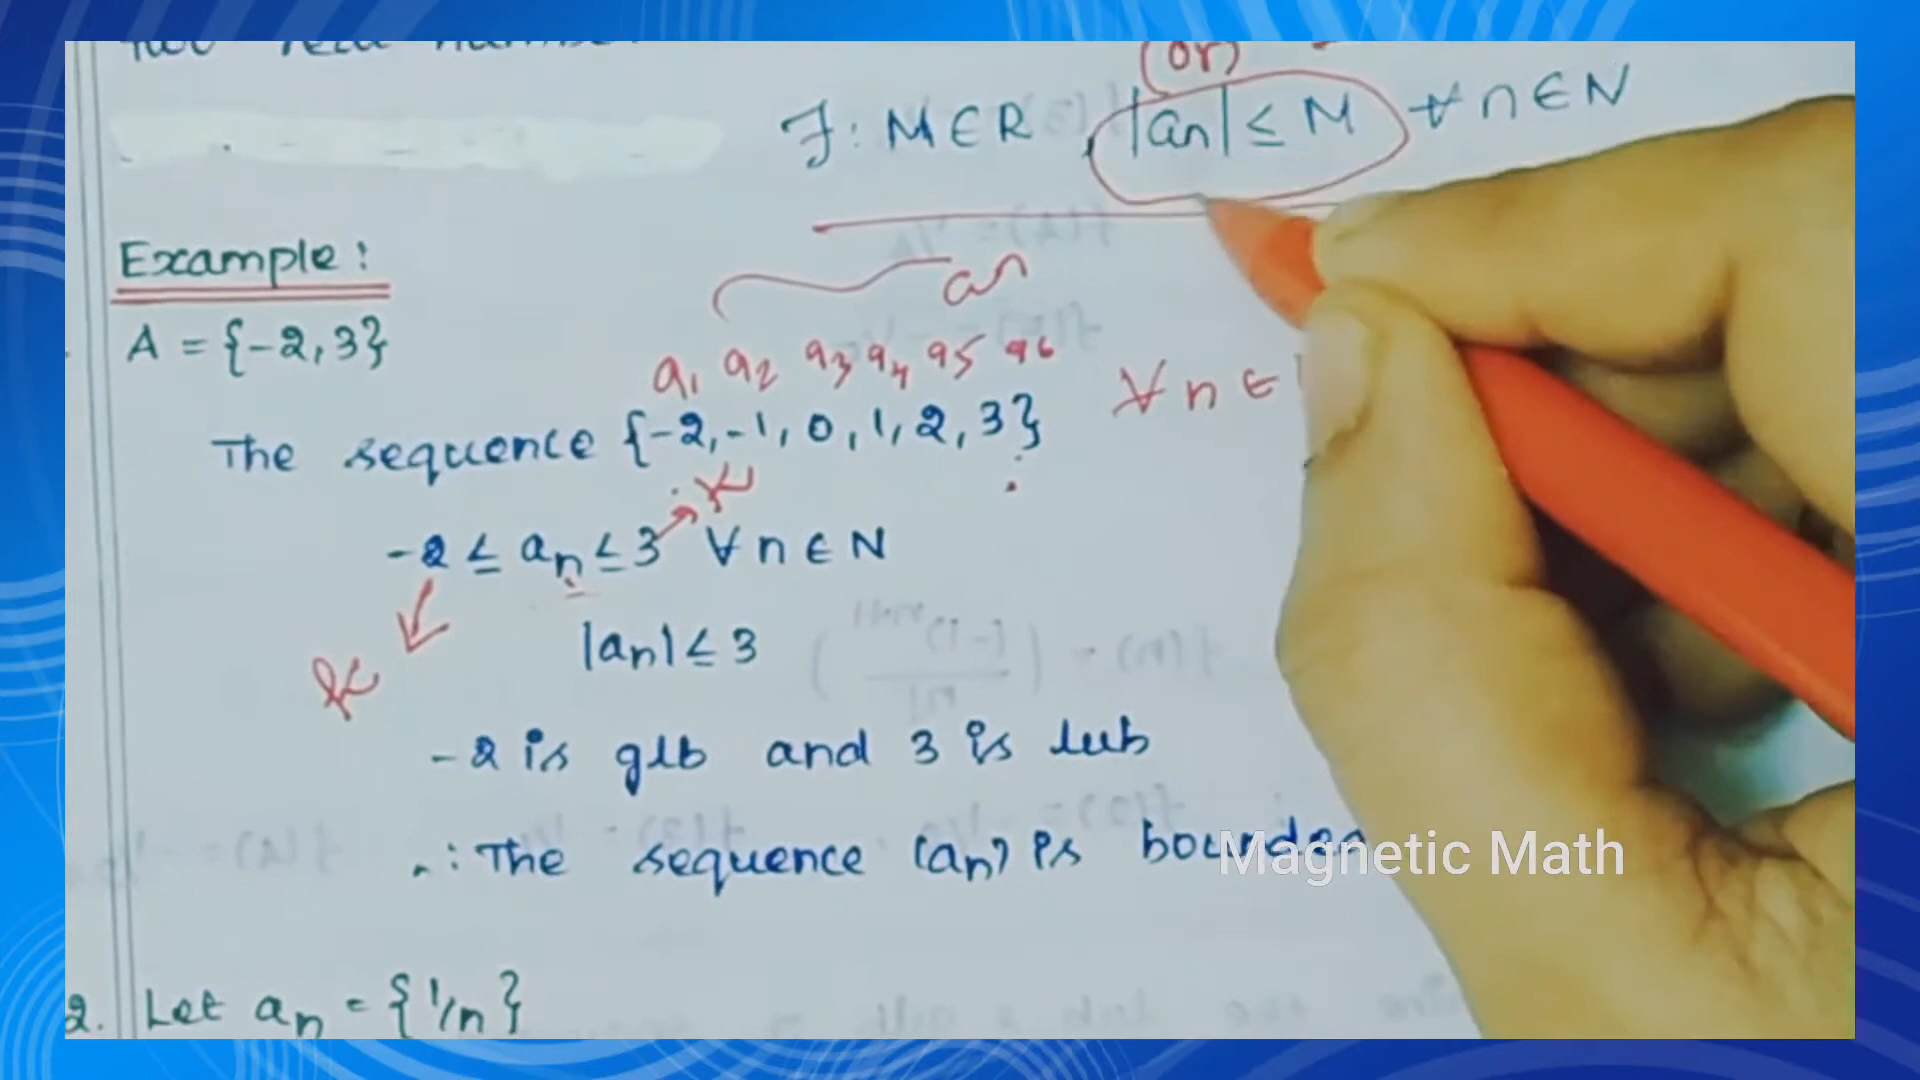 (or)
∃: M∈R, |an| ≤ M ∀ n∈N
Example:
an
A = {-2, 3}
a1 a2 a3 a4 a5 a6
∀ n ∈
The sequence {-2, -1, 0, 1, 2, 3}
K
-2 ≤ an ≤ 3 ∀ n ∈ N
|an| ≤ 3
k
-2 is glb and 3 is lub
∴ The sequence (an) is bounded
Magnetic Math
2. Let an = {1/n}